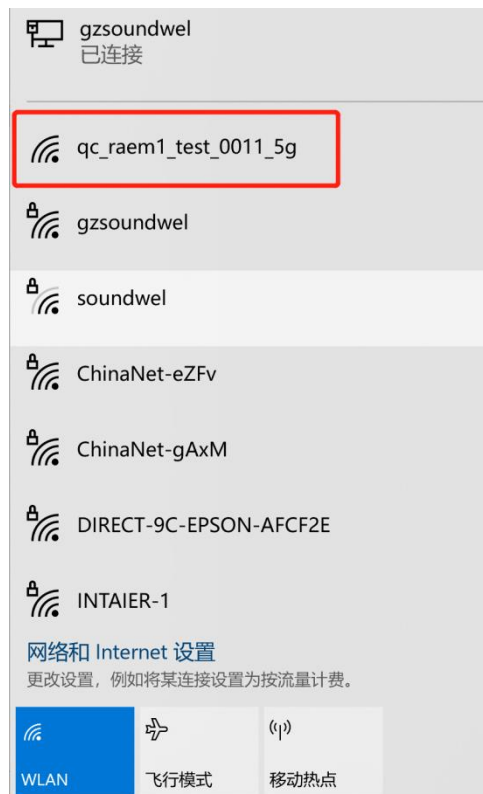 gzsoundwel
已连接
qc_raem1_test_0011_5g
gzsoundwel
soundwel
ChinaNet-eZFv
ChinaNet-gAxM
DIRECT-9C-EPSON-AFCF2E
INTAIER-1
网络和 Internet 设置
更改设置，例如将某连接设置为按流量计费。
WLAN 飞行模式 移动热点